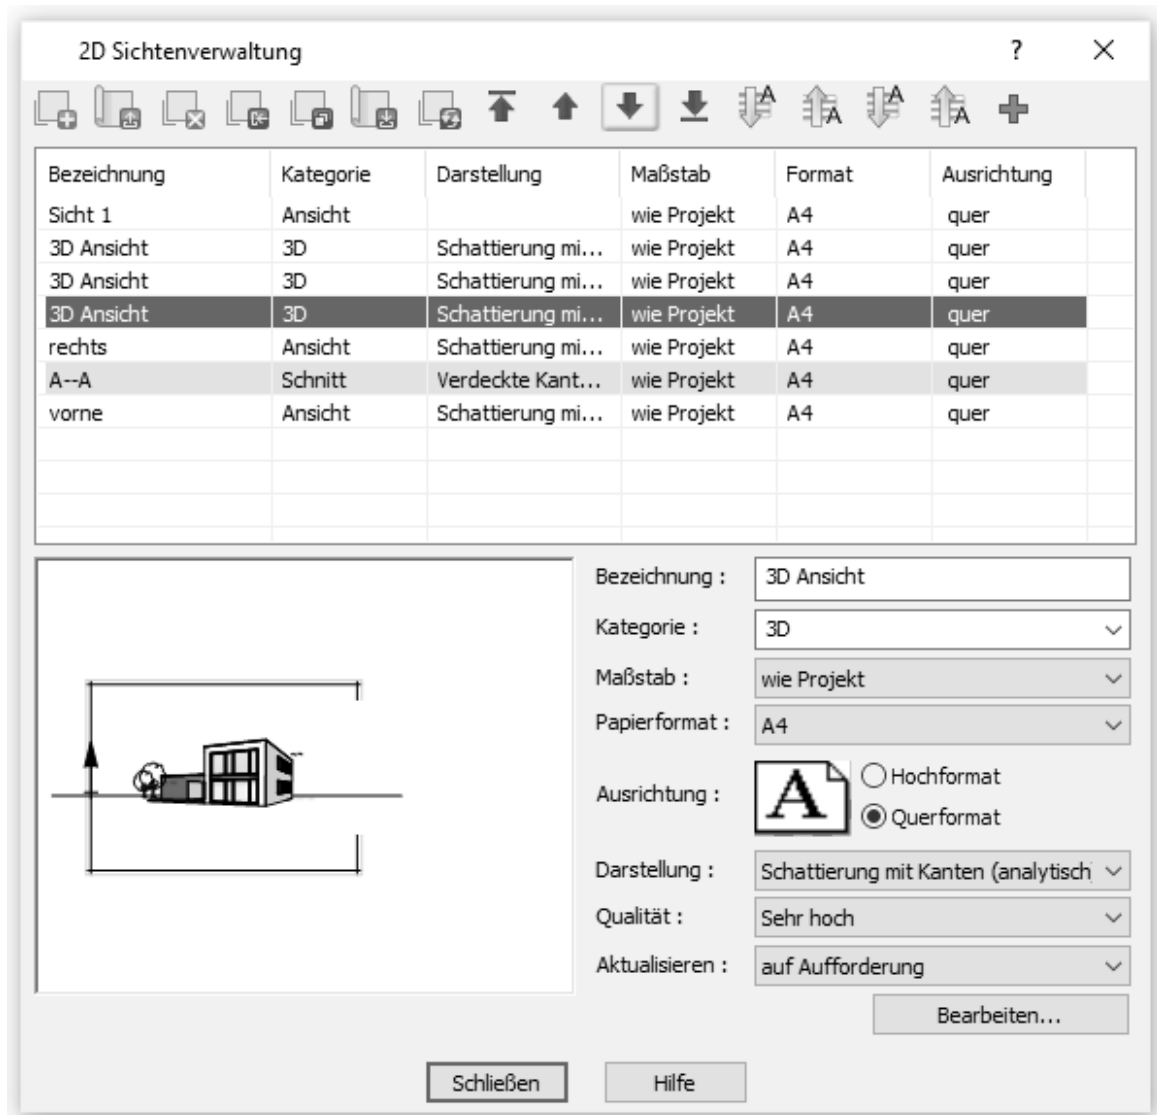 2D Sichtenverwaltung ?
Bezeichnung Kategorie Darstellung Maßstab Format Ausrichtung
Sicht 1 Ansicht wie Projekt A4 quer
3D Ansicht 3D Schattierung mi... wie Projekt A4 quer
3D Ansicht 3D Schattierung mi... wie Projekt A4 quer
3D Ansicht 3D Schattierung mi... wie Projekt A4 quer
rechts Ansicht Schattierung mi... wie Projekt A4 quer
A--A Schnitt Verdeckte Kant... wie Projekt A4 quer
vorne Ansicht Schattierung mi... wie Projekt A4 quer
Bezeichnung : 3D Ansicht
Kategorie : 3D
Maßstab : wie Projekt
Papierformat : A4
Ausrichtung : A Hochformat
Querformat
Darstellung : Schattierung mit Kanten (analytisch
Qualität : Sehr hoch
Aktualisieren : auf Aufforderung
Bearbeiten...
Schließen Hilfe